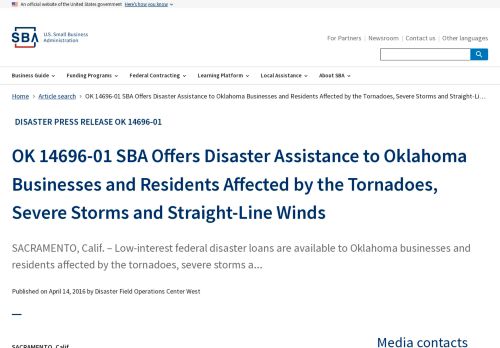 An official website of the United States government Here's how you know
SBA U.S. Small Business
Administration
For Partners Newsroom Contact us Other languages
Business Guide Funding Programs Federal Contracting Learning Platform Local Assistance About SBA
Home Article search OK 14696-01 SBA Offers Disaster Assistance to Oklahoma Businesses and Residents Affected by the Tornadoes, Severe Storms and Straight-Li...
DISASTER PRESS RELEASE OK 14696-01
OK 14696-01 SBA Offers Disaster Assistance to Oklahoma
Businesses and Residents Affected by the Tornadoes,
Severe Storms and Straight-Line Winds
SACRAMENTO, Calif. – Low-interest federal disaster loans are available to Oklahoma businesses and
residents affected by the tornadoes, severe storms a...
Published on April 14, 2016 by Disaster Field Operations Center West
Media contacts
SACRAMENTO, Calif.